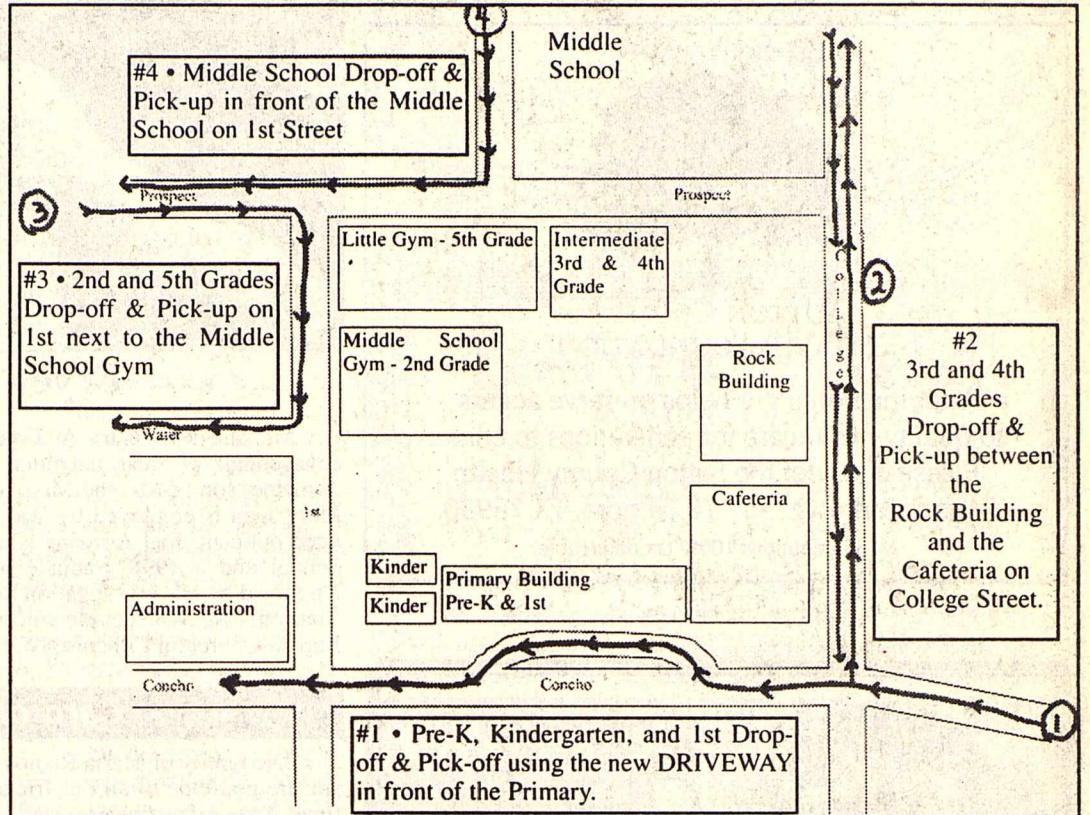 4
Middle
School
#4 • Middle School Drop-off &
Pick-up in front of the Middle
School on 1st Street
Prospect
Prospect
3
#3 • 2nd and 5th Grades
Drop-off & Pick-up on
1st next to the Middle
School Gym
Little Gym - 5th Grade
Intermediate
3rd & 4th
Grade
College
2
Middle School
Gym - 2nd Grade
Rock
Building
#2
3rd and 4th
Grades
Drop-off &
Pick-up between
the
Rock Building
and the
Cafeteria on
College Street.
Water
1st
Cafeteria
Kinder
Kinder
Primary Building
Pre-K & 1st
Administration
Concho
Concho
1
#1 • Pre-K, Kindergarten, and 1st Drop-
off & Pick-off using the new DRIVEWAY
in front of the Primary.